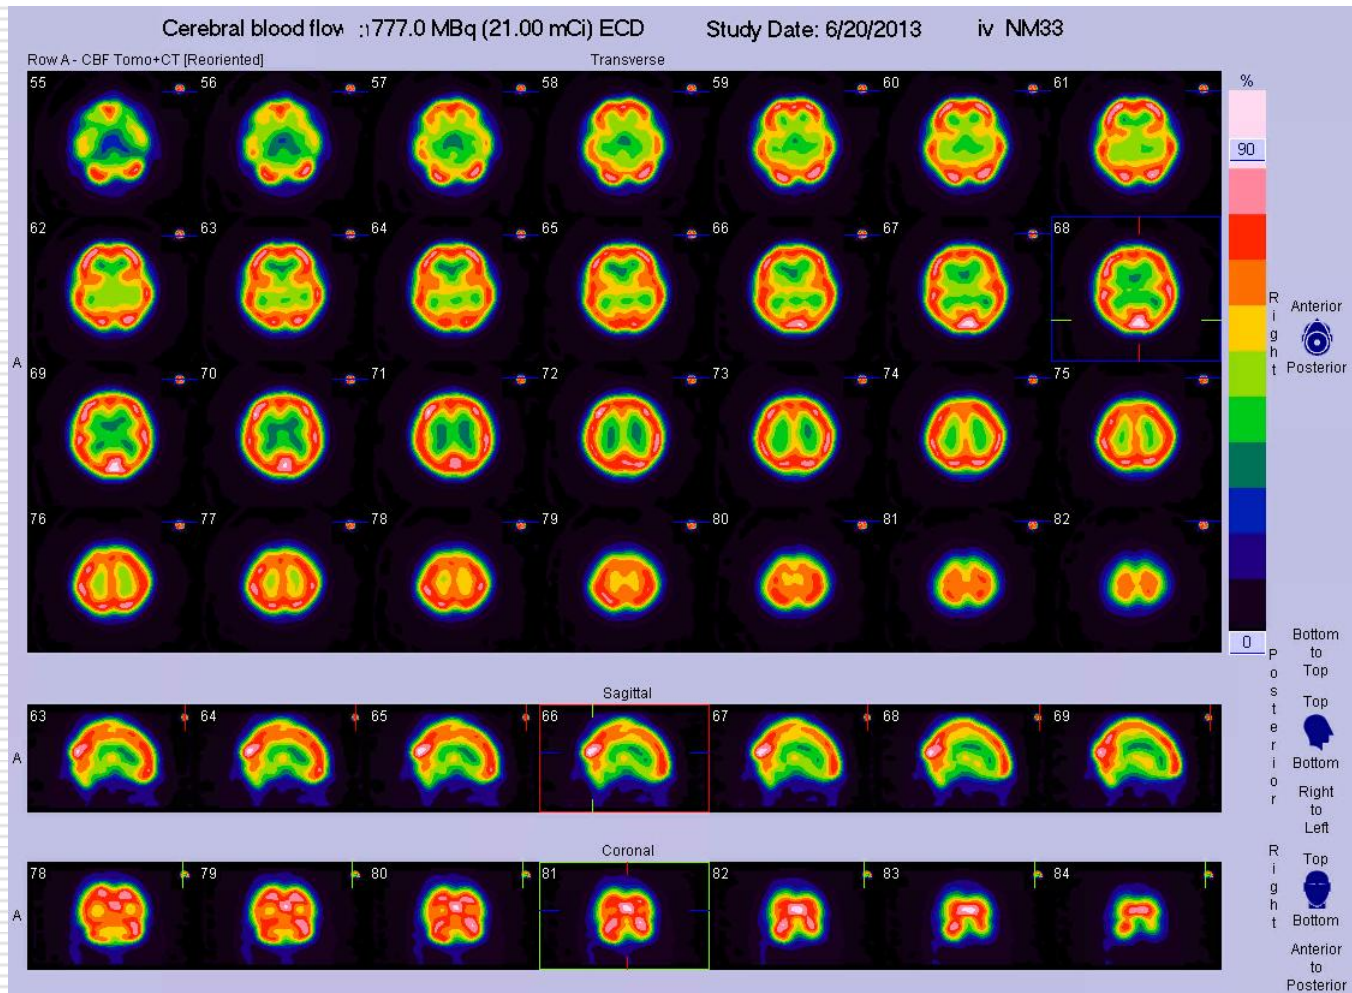 Cerebral blood flow :1777.0 MBq (21.00 mCi) ECD Study Date: 6/20/2013 iv NM33
Row A - CBF Tomo+CT [Reoriented] Transverse
55 56 57 58 59 60 61
%
90
62 63 64 65 66 67 68
Right
Anterior
Posterior
A
69 70 71 72 73 74 75
76 77 78 79 80 81 82
0
Bottom
to
Top
Sagittal
63 64 65 66 67 68 69
A
Posterior
Top
Bottom
Right
to
Left
Coronal
78 79 80 81 82 83 84
A
Right
Top
Bottom
Anterior
to
Posterior